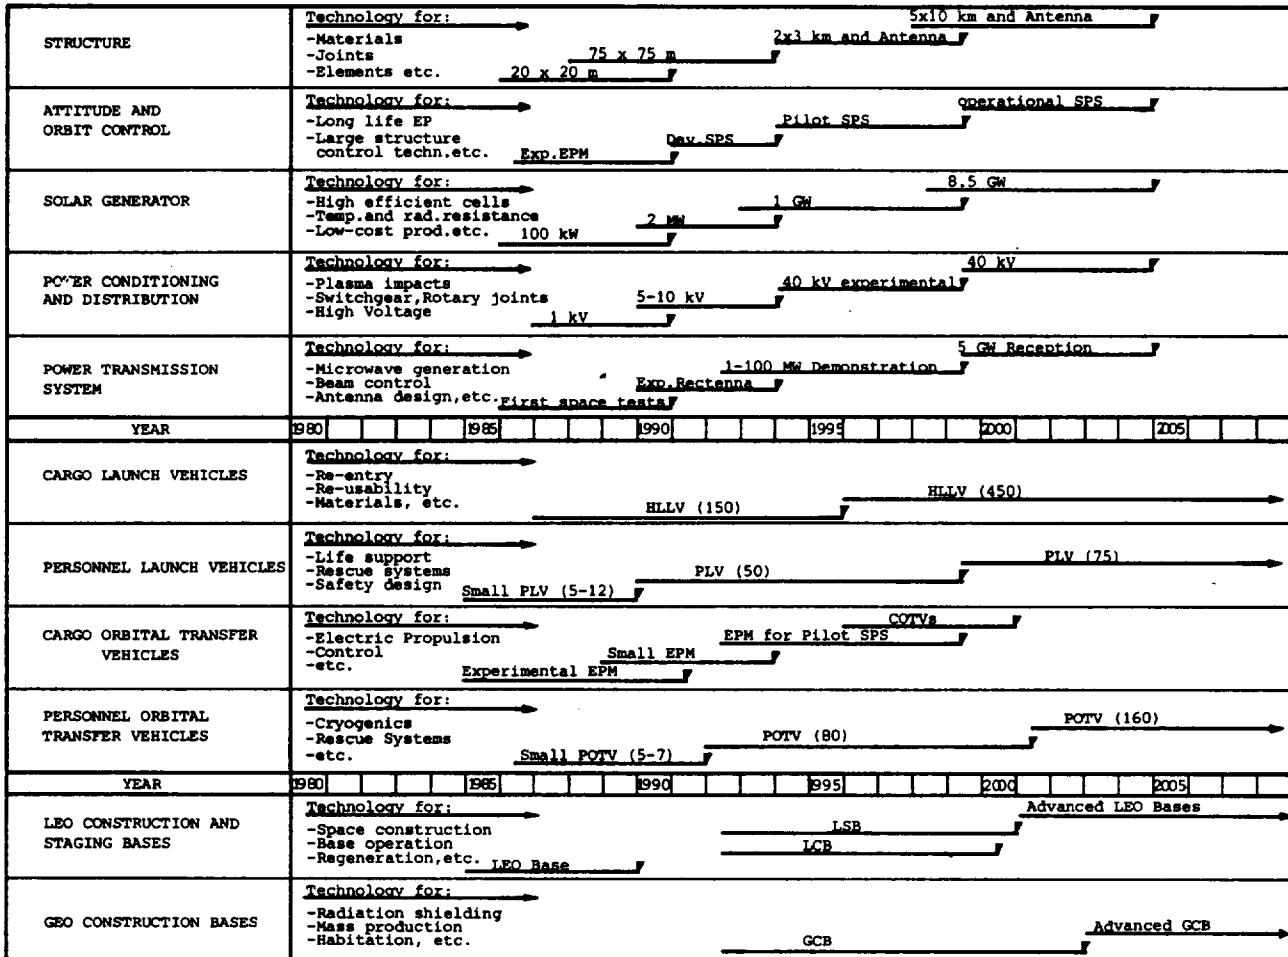 STRUCTURE
Technology for:
-Materials
-Joints
-Elements etc.
20 x 20 m
75 x 75 m
2x3 km and Antenna
5x10 km and Antenna
ATTITUDE AND
ORBIT CONTROL
Technology for:
-Long life EP
-Large structure
control techn.etc.
Exp.EPM
Dev.SPS
Pilot SPS
operational SPS
SOLAR GENERATOR
Technology for:
-High efficient cells
-Temp.and rad.resistance
-Low-cost prod.etc.
100 kW
2 MW
1 GW
8.5 GW
POWER CONDITIONING
AND DISTRIBUTION
Technology for:
-Plasma impacts
-Switchgear,Rotary joints
-High Voltage
1 kV
5-10 kV
40 kV experimental
40 kV
POWER TRANSMISSION
SYSTEM
Technology for:
-Microwave generation
-Beam control
-Antenna design,etc.
First space tests
Exp.Rectenna
1-100 MW Demonstration
5 GW Reception
YEAR 1980 1985 1990 1995 2000 2005
CARGO LAUNCH VEHICLES
Technology for:
-Re-entry
-Re-usability
-Materials, etc.
HLLV (150)
HLLV (450)
PERSONNEL LAUNCH VEHICLES
Technology for:
-Life support
-Rescue systems
-Safety design
Small PLV (5-12)
PLV (50)
PLV (75)
CARGO ORBITAL TRANSFER
VEHICLES
Technology for:
-Electric Propulsion
-Control
-etc.
Experimental EPM
Small EPM
EPM for Pilot SPS
COTVs
PERSONNEL ORBITAL
TRANSFER VEHICLES
Technology for:
-Cryogenics
-Rescue Systems
-etc.
Small POTV (5-7)
POTV (80)
POTV (160)
YEAR 1980 1985 1990 1995 2000 2005
LEO CONSTRUCTION AND
STAGING BASES
Technology for:
-Space construction
-Base operation
-Regeneration,etc.
LEO Base
LSB
LCB
Advanced LEO Bases
GEO CONSTRUCTION BASES
Technology for:
-Radiation shielding
-Mass production
-Habitation, etc.
GCB
Advanced GCB